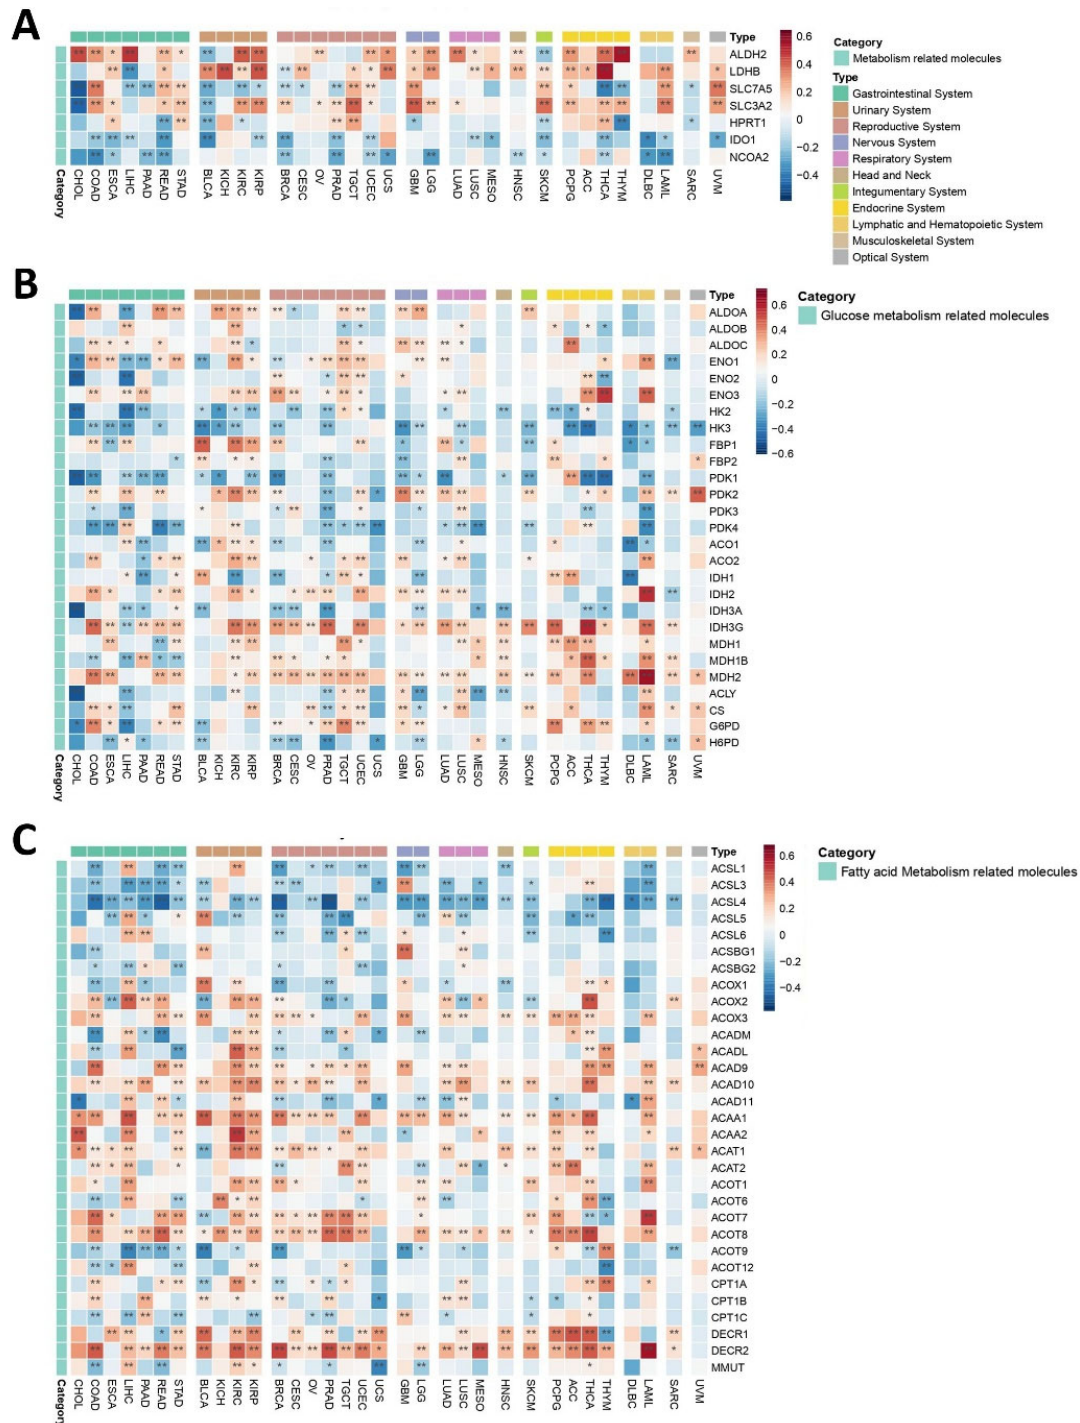 A
Type
ALDH2
LDHB
SLC7A5
SLC3A2
HPRT1
IDO1
NCOA2
0.6
0.4
0.2
0
−0.2
−0.4
Category
CHOL
COAD
ESCA
LIHC
PAAD
READ
STAD
BLCA
KICH
KIRC
KIRP
BRCA
CESC
OV
PRAD
TGCT
UCEC
UCS
GBM
LGG
LUAD
LUSC
MESO
HNSC
SKCM
PCPG
ACC
THCA
THYM
DLBC
LAML
SARC
UVM
Category
Metabolism related molecules
Type
Gastrointestinal System
Urinary System
Reproductive System
Nervous System
Respiratory System
Head and Neck
Integumentary System
Endocrine System
Lymphatic and Hematopoietic System
Musculoskeletal System
Optical System
B
Type
ALDOA
ALDOB
ALDOC
ENO1
ENO2
ENO3
HK2
HK3
FBP1
FBP2
PDK1
PDK2
PDK3
PDK4
ACO1
ACO2
IDH1
IDH2
IDH3A
IDH3G
MDH1
MDH1B
MDH2
ACLY
CS
G6PD
H6PD
0.6
0.4
0.2
0
−0.2
−0.4
−0.6
Category
Glucose metabolism related molecules
Category
CHOL
COAD
ESCA
LIHC
PAAD
READ
STAD
BLCA
KICH
KIRC
KIRP
BRCA
CESC
OV
PRAD
TGCT
UCEC
UCS
GBM
LGG
LUAD
LUSC
MESO
HNSC
SKCM
PCPG
ACC
THCA
THYM
DLBC
LAML
SARC
UVM
C
Type
ACSL1
ACSL3
ACSL4
ACSL5
ACSL6
ACSBG1
ACSBG2
ACOX1
ACOX2
ACOX3
ACADM
ACADL
ACAD9
ACAD10
ACAD11
ACAA1
ACAA2
ACAT1
ACAT2
ACOT1
ACOT6
ACOT7
ACOT8
ACOT9
ACOT12
CPT1A
CPT1B
CPT1C
DECR1
DECR2
MMUT
0.6
0.4
0.2
0
−0.2
−0.4
Category
Fatty acid Metabolism related molecules
Category
CHOL
COAD
ESCA
LIHC
PAAD
READ
STAD
BLCA
KICH
KIRC
KIRP
BRCA
CESC
OV
PRAD
TGCT
UCEC
UCS
GBM
LGG
LUAD
LUSC
MESO
HNSC
SKCM
PCPG
ACC
THCA
THYM
DLBC
LAML
SARC
UVM